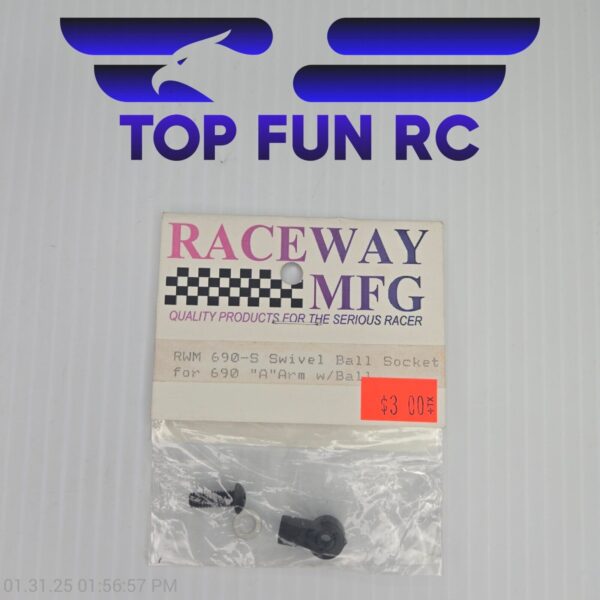 TOP FUN RC
RACEWAY
MFG
QUALITY PRODUCTS FOR THE SERIOUS RACER
RWM 690-S Swivel Ball Socket
for 690 "A"Arm w/Ball
$3.00 +TX
01.31.25 01:56:57 PM